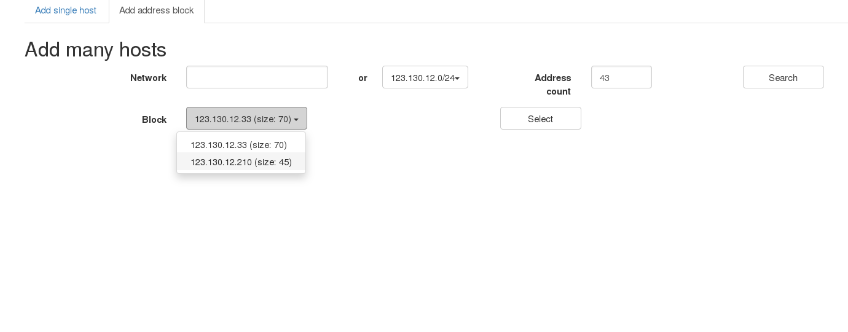 Add single host Add address block
Add many hosts
Network or 123.130.12.0/24 Address count 43 Search
Block 123.130.12.33 (size: 70) Select
123.130.12.33 (size: 70)
123.130.12.210 (size: 45)